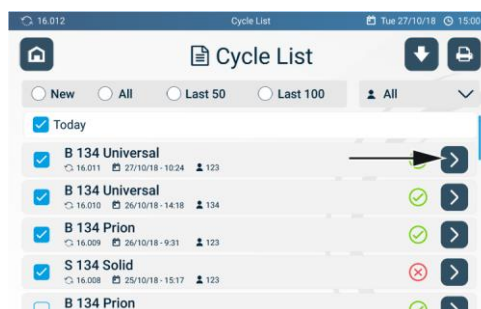 16.012 Cycle List Tue 27/10/18 15:00
Cycle List
New All Last 50 Last 100 All
Today
B 134 Universal
16.011 27/10/18 - 10:24 123
B 134 Universal
16.010 26/10/18 - 14:18 134
B 134 Prion
16.009 26/10/18 - 9:31 123
S 134 Solid
16.008 25/10/18 - 15:17 123
B 134 Prion